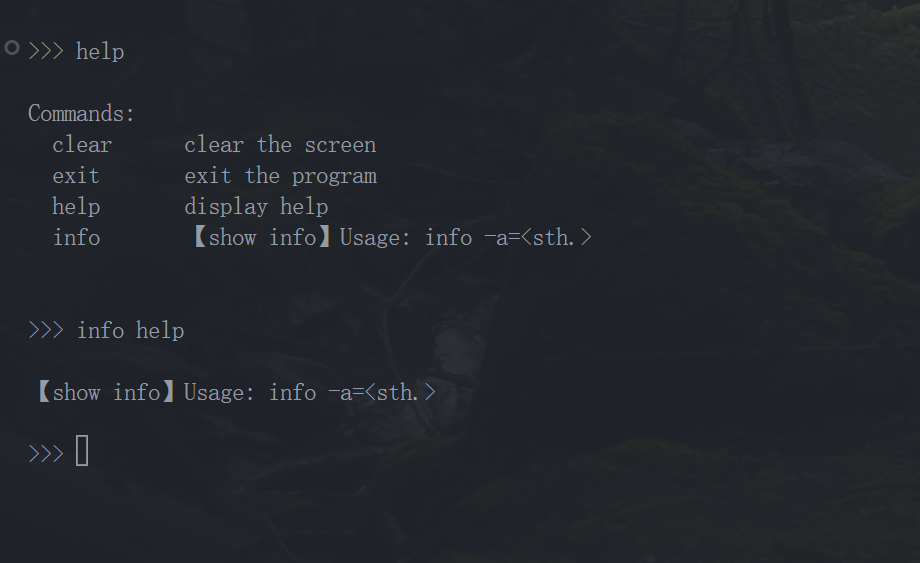 >>> help
Commands:
clear clear the screen
exit exit the program
help display help
info 【show info】Usage: info -a=<sth.>
>>> info help
【show info】Usage: info -a=<sth.>
>>>